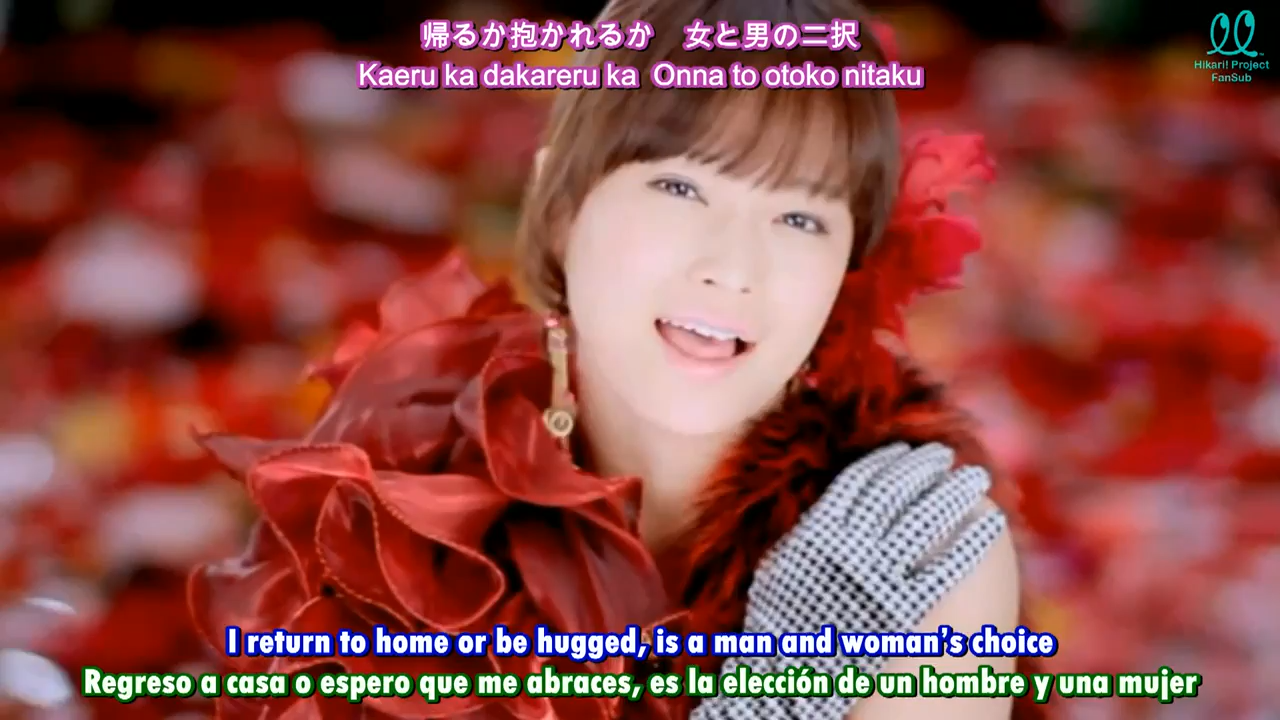 帰るか抱かれるか　女と男の二択
Kaeru ka dakareru ka  Onna to otoko nitaku
Hikari! Project
FanSub
I return to home or be hugged, is a man and woman's choice
Regreso a casa o espero que me abraces, es la elección de un hombre y una mujer